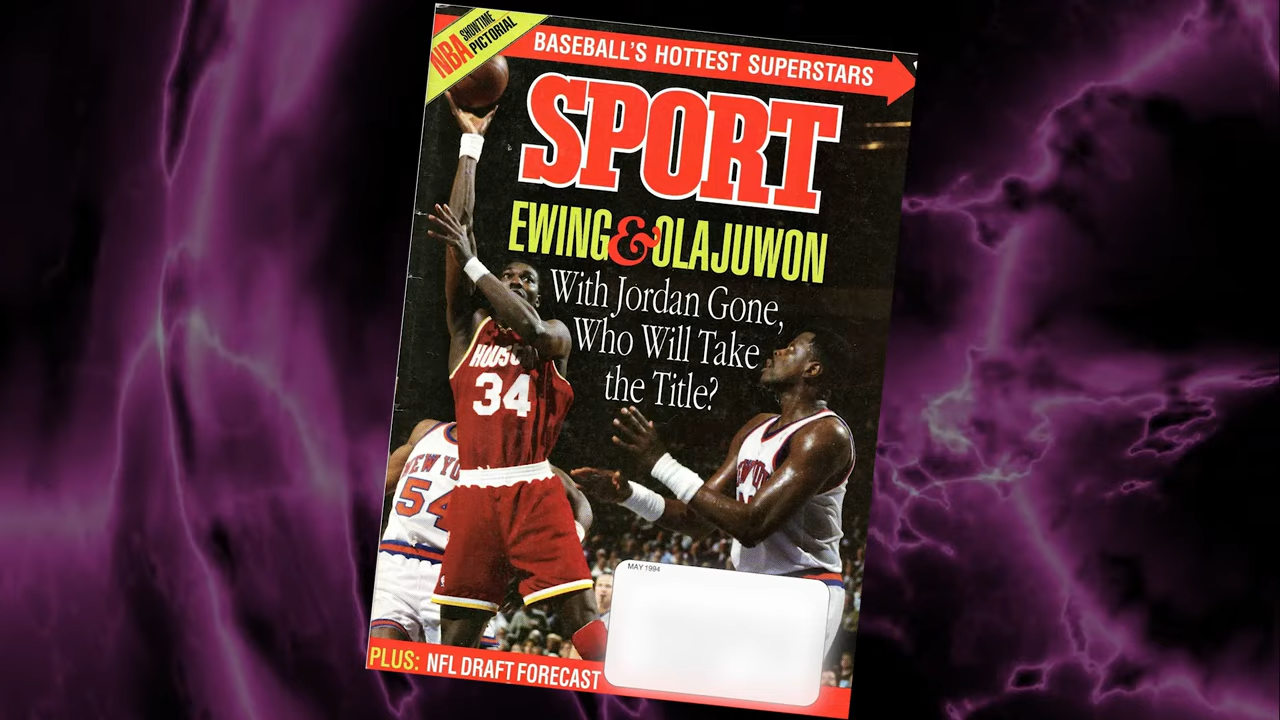 NBA SHOWTIME
PICTORIAL
BASEBALL'S HOTTEST SUPERSTARS
SPORT
EWING & OLAJUWON
With Jordan Gone,
Who Will Take
the Title?
34
NEW YO
54
MAY 1994
PLUS: NFL DRAFT FORECAST